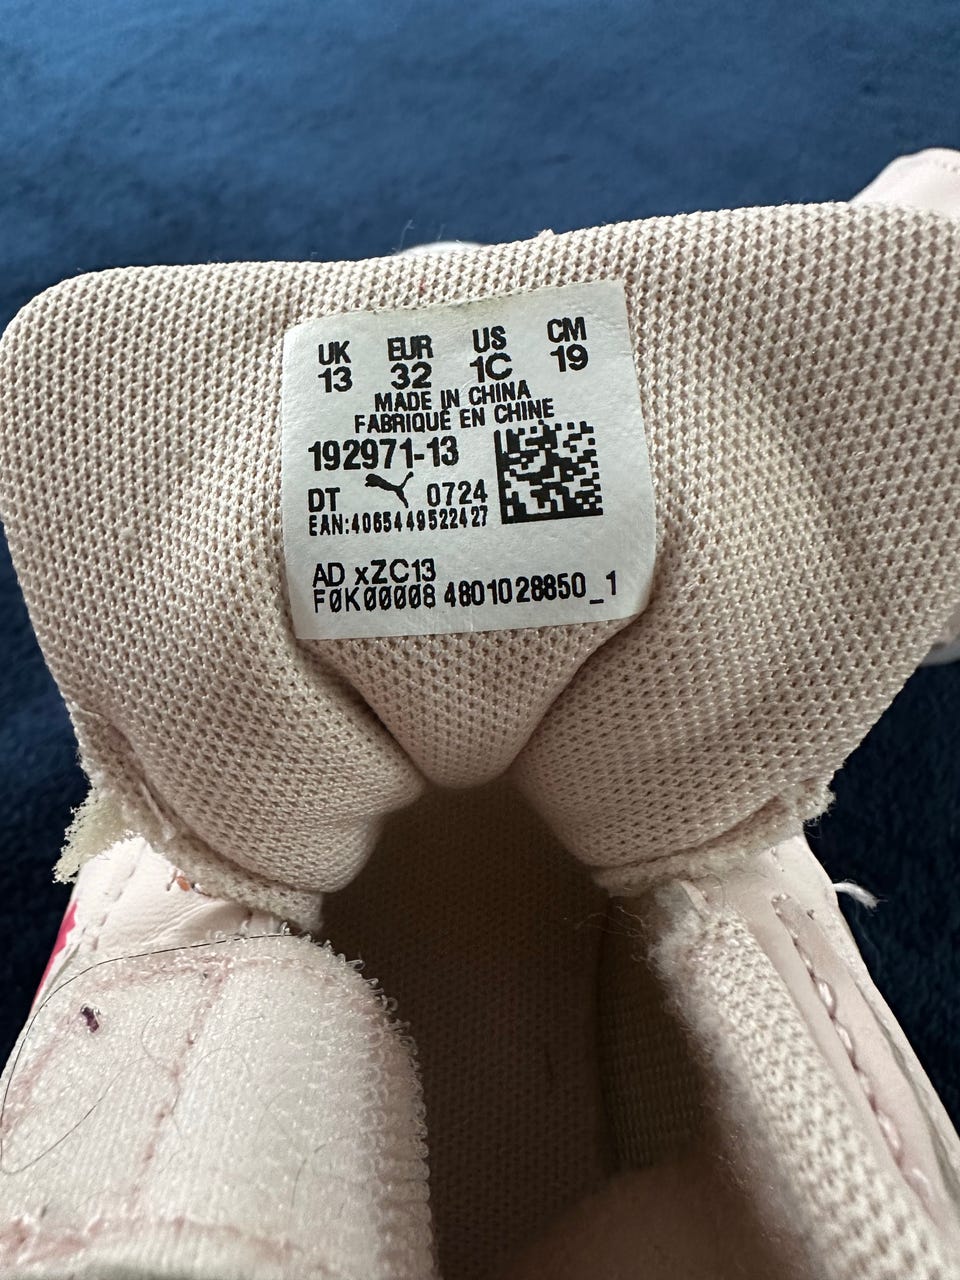 UK EUR US CM
13 32 1C 19
MADE IN CHINA
FABRIQUÉ EN CHINE
192971-13
DT 0724
EAN:4065449522427
AD xZC13
F0K00008 4801028850_1